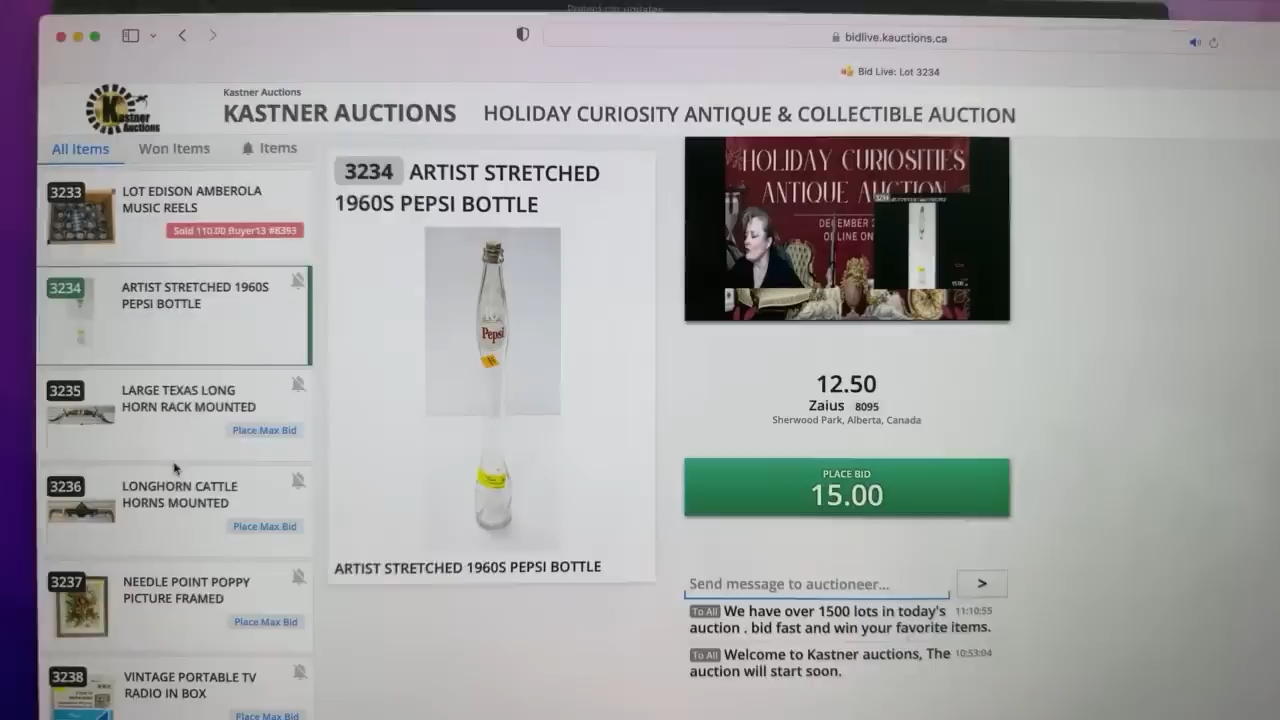 bidlive.kauctions.ca
Bid Live: Lot 3234
Kastner
Auctions
Kastner Auctions
KASTNER AUCTIONS
HOLIDAY CURIOSITY ANTIQUE & COLLECTIBLE AUCTION
All Items
Won Items
Items
3233
LOT EDISON AMBEROLA
MUSIC REELS
Sold 110.00 Buyer13 #8393
3234
ARTIST STRETCHED 1960S
PEPSI BOTTLE
3235
LARGE TEXAS LONG
HORN RACK MOUNTED
Place Max Bid
3236
LONGHORN CATTLE
HORNS MOUNTED
Place Max Bid
3237
NEEDLE POINT POPPY
PICTURE FRAMED
Place Max Bid
3238
VINTAGE PORTABLE TV
RADIO IN BOX
Place Max Bid
3234 ARTIST STRETCHED
1960S PEPSI BOTTLE
Pepsi
ARTIST STRETCHED 1960S PEPSI BOTTLE
HOLIDAY CURIOSITIES
ANTIQUE AUCTION
12.50
Zaius 8095
Sherwood Park, Alberta, Canada
PLACE BID
15.00
Send message to auctioneer...
>
To All We have over 1500 lots in today's 11:10:55
auction . bid fast and win your favorite items.
To All Welcome to Kastner auctions, The 10:53:04
auction will start soon.